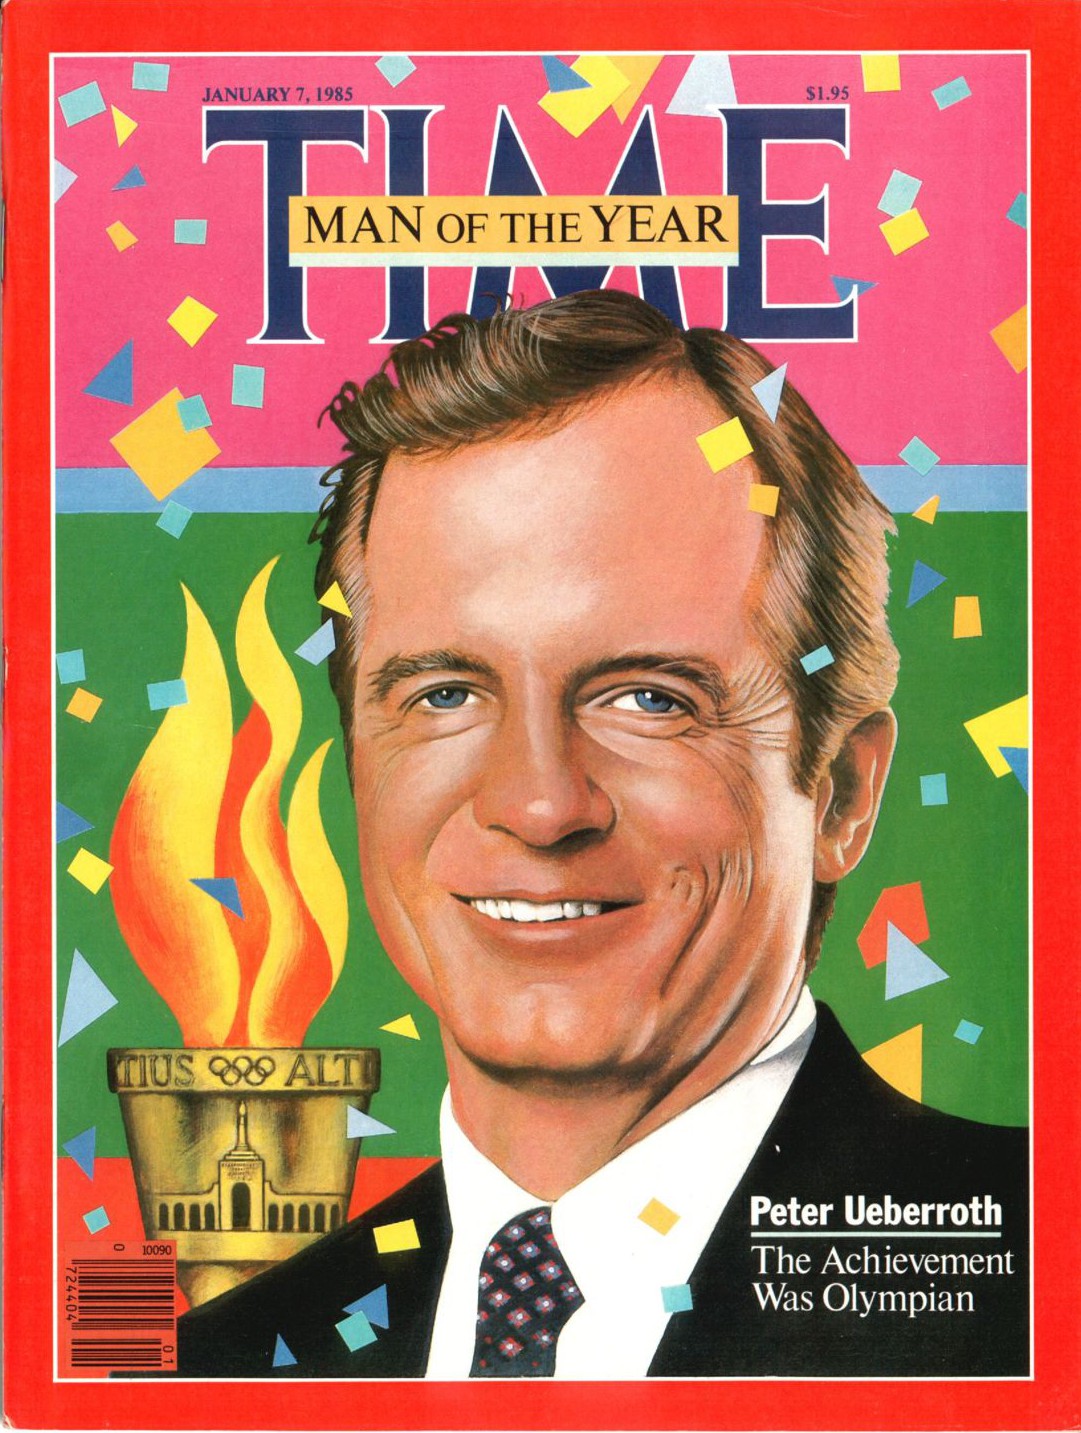 JANUARY 7, 1985
$1.95
TIME
MAN OF THE YEAR
TIUS ALTI
Peter Ueberroth
The Achievement
Was Olympian
0
10090
724404
01